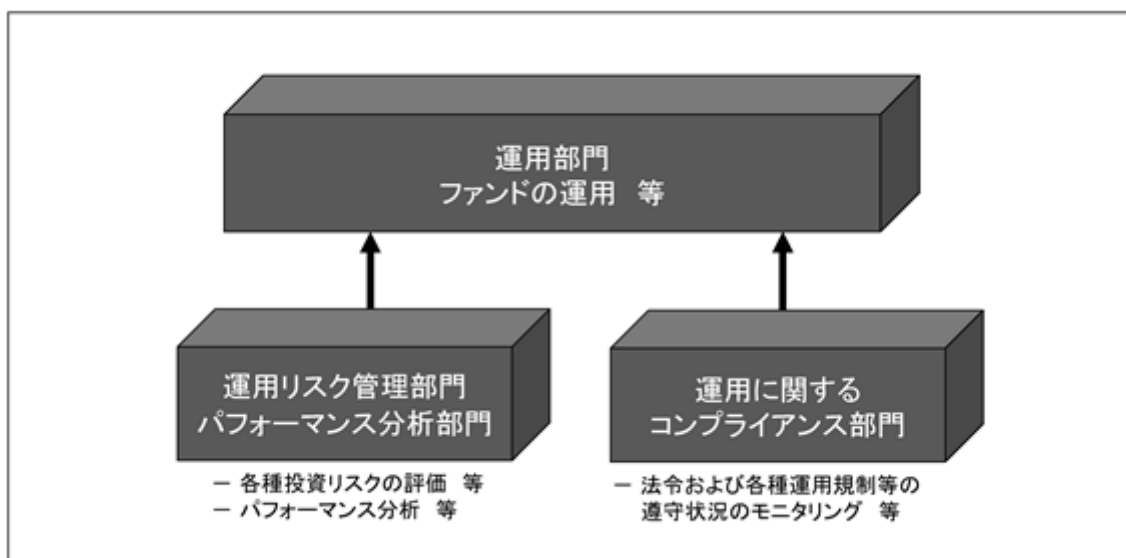 運用部門
ファンドの運用 等
運用リスク管理部門
パフォーマンス分析部門
運用に関する
コンプライアンス部門
－ 各種投資リスクの評価 等
－ パフォーマンス分析 等
－ 法令および各種運用規制等の
遵守状況のモニタリング 等